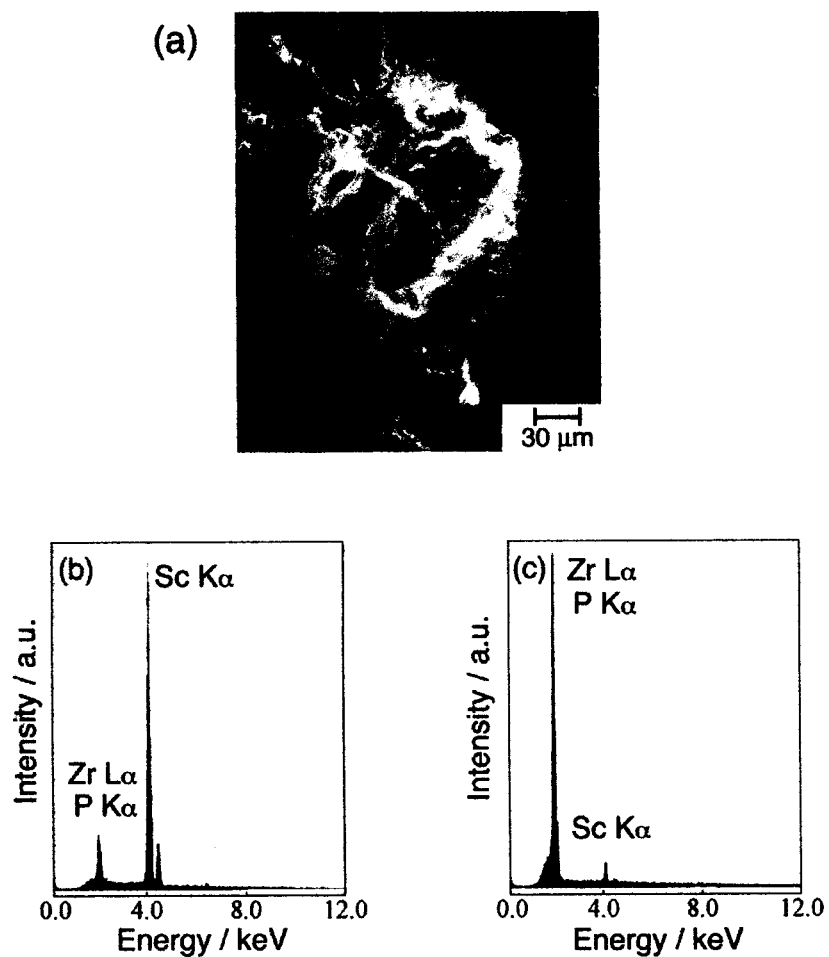 (a)
30 μm
(b)
Sc Kα
Zr Lα
P Kα
Intensity / a.u.
0.0 4.0 8.0 12.0
Energy / keV
(c)
Zr Lα
P Kα
Sc Kα
Intensity / a.u.
0.0 4.0 8.0 12.0
Energy / keV